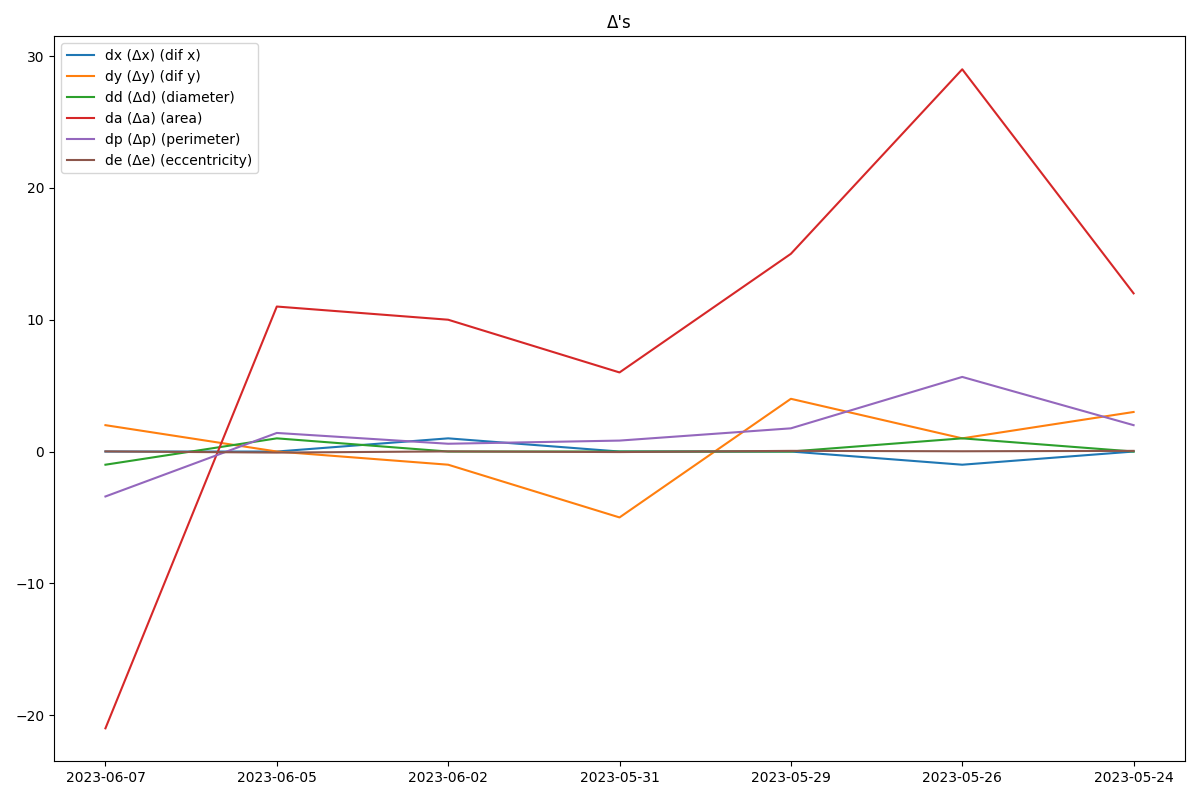 Δ's
dx (Δx) (dif x)
dy (Δy) (dif y)
dd (Δd) (diameter)
da (Δa) (area)
dp (Δp) (perimeter)
de (Δe) (eccentricity)
30
20
10
0
−10
−20
2023-06-07 2023-06-05 2023-06-02 2023-05-31 2023-05-29 2023-05-26 2023-05-24